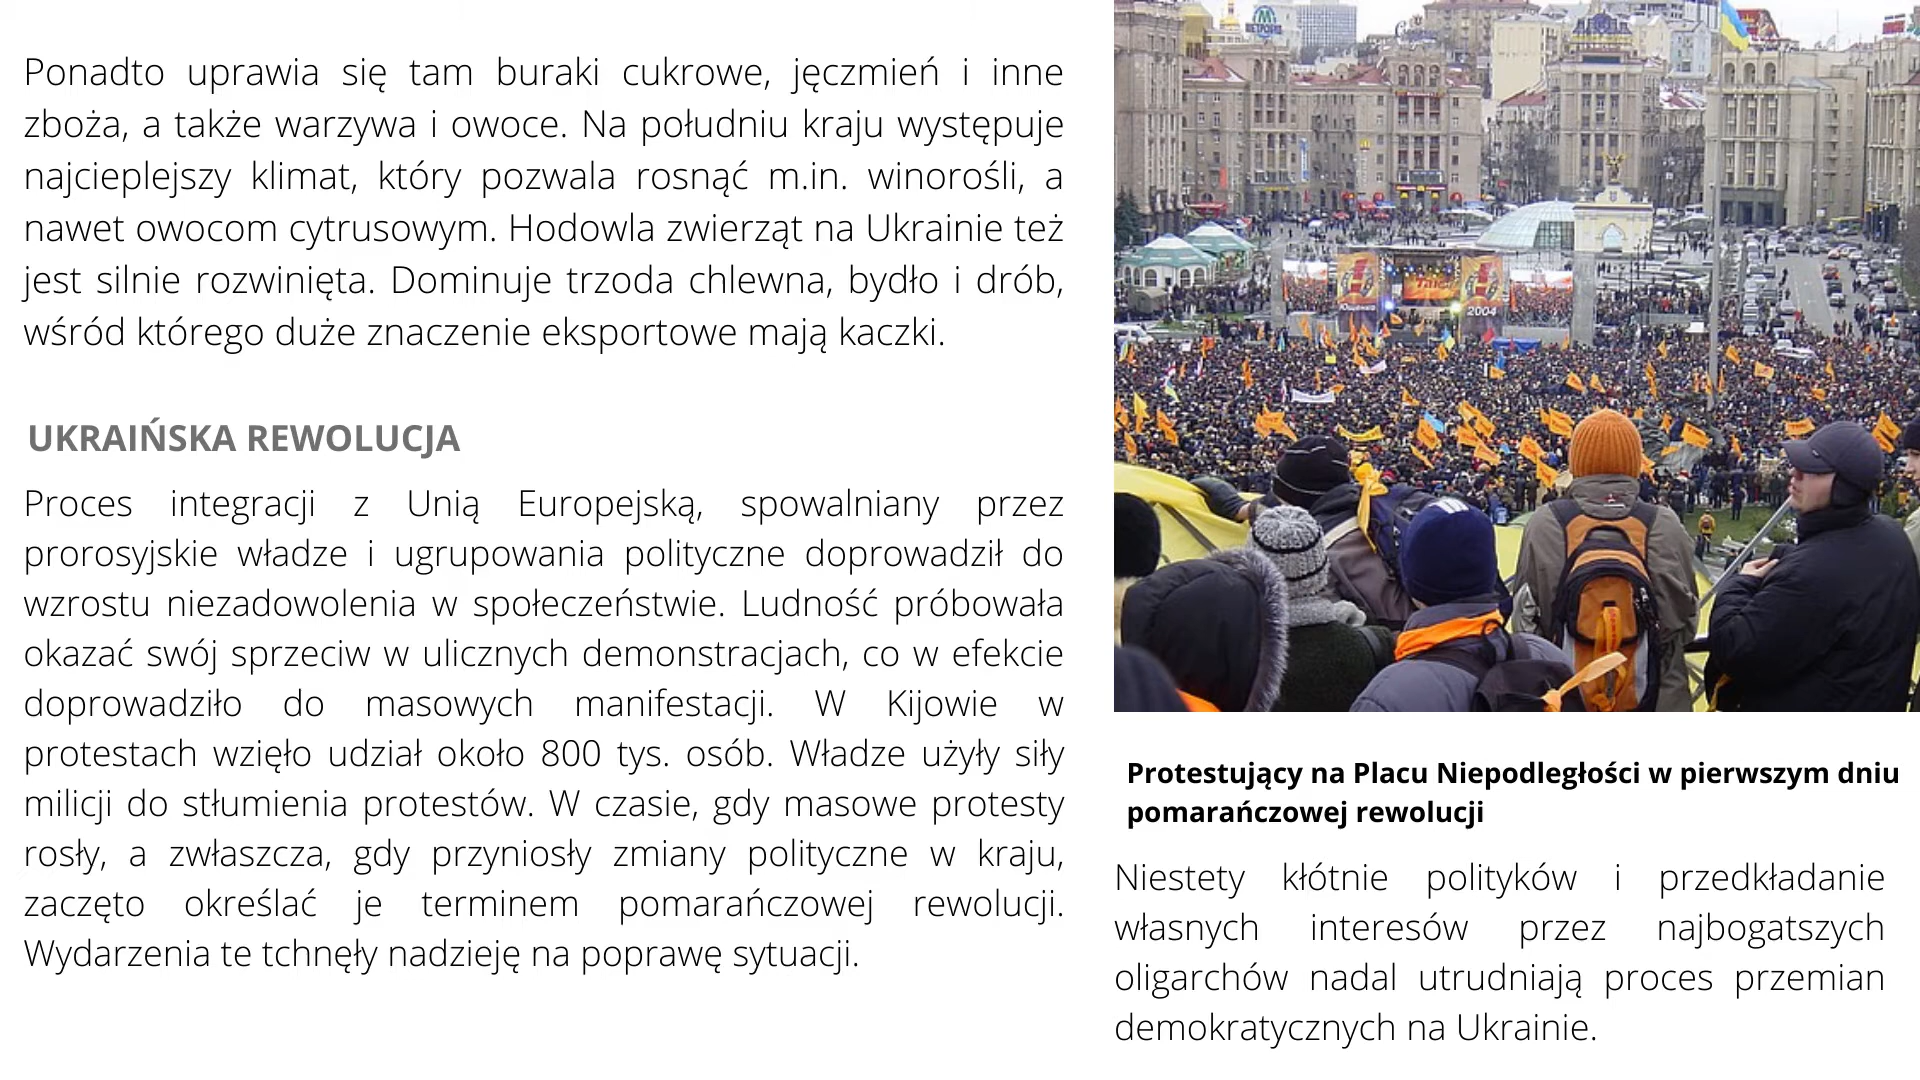 Ponadto uprawia się tam buraki cukrowe, jęczmień i inne
zboża, a także warzywa i owoce. Na południu kraju występuje
najcieplejszy klimat, który pozwala rosnąć m.in. winorośli, a
nawet owocom cytrusowym. Hodowla zwierząt na Ukrainie też
jest silnie rozwinięta. Dominuje trzoda chlewna, bydło i drób,
wśród którego duże znaczenie eksportowe mają kaczki.
UKRAIŃSKA REWOLUCJA
Proces integracji z Unią Europejską, spowalniany przez
prorosyjskie władze i ugrupowania polityczne doprowadził do
wzrostu niezadowolenia w społeczeństwie. Ludność próbowała
okazać swój sprzeciw w ulicznych demonstracjach, co w efekcie
doprowadziło do masowych manifestacji. W Kijowie w
protestach wzięło udział około 800 tys. osób. Władze użyły siły
milicji do stłumienia protestów. W czasie, gdy masowe protesty
rosły, a zwłaszcza, gdy przyniosły zmiany polityczne w kraju,
zaczęto określać je terminem pomarańczowej rewolucji.
Wydarzenia te tchnęły nadzieję na poprawę sytuacji.
2004
Protestujący na Placu Niepodległości w pierwszym dniu
pomarańczowej rewolucji
Niestety kłótnie polityków i przedkładanie
własnych interesów przez najbogatszych
oligarchów nadal utrudniają proces przemian
demokratycznych na Ukrainie.